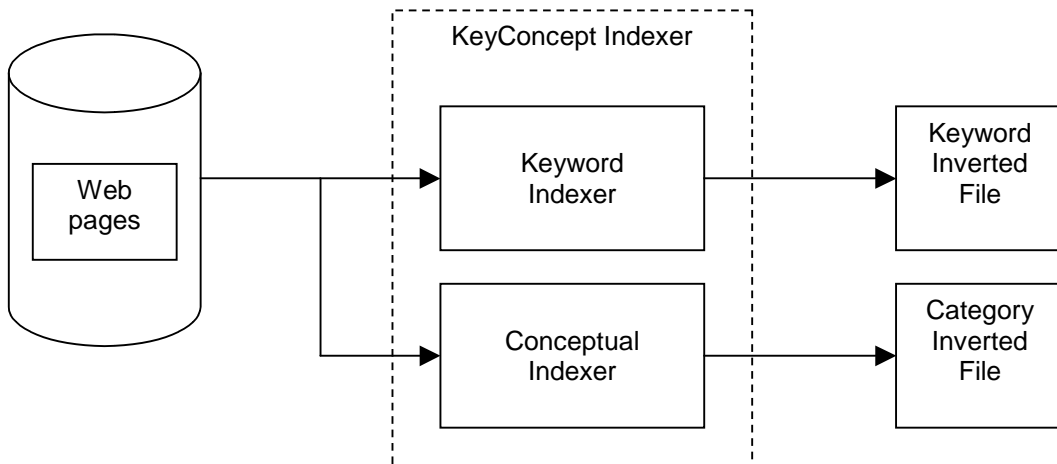 KeyConcept Indexer
Web
pages
Keyword
Indexer
Keyword
Inverted
File
Conceptual
Indexer
Category
Inverted
File